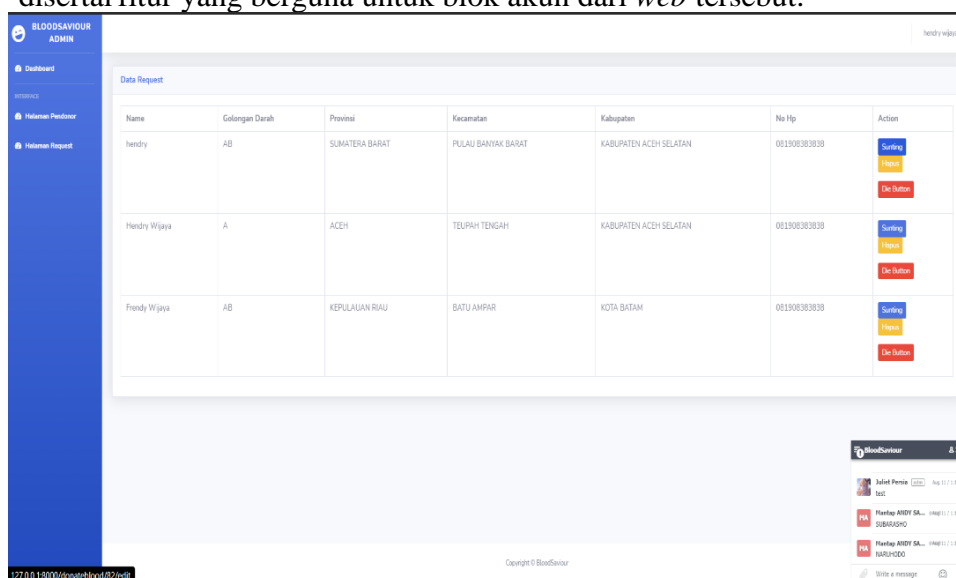 disertai fitur yang berguna untuk blok akun dari web tersebut.
BLOODSAVIOUR
ADMIN
hendry wijaya
Dashboard
INTERFACE
Halaman Pendonor
Halaman Request
Data Request
Name Golongan Darah Provinsi Kecamatan Kabupaten No Hp Action
hendry AB SUMATERA BARAT PULAU BANYAK BARAT KABUPATEN ACEH SELATAN 081908383838 Sunting
Hapus
Die Button
Hendry Wijaya A ACEH TEUPAH TENGAH KABUPATEN ACEH SELATAN 081908383838 Sunting
Hapus
Die Button
Frendy Wijaya AB KEPULAUAN RIAU BATU AMPAR KOTA BATAM 081908383838 Sunting
Hapus
Die Button
BloodSaviour
Juliet Persia
test
Mantap ANDY SA...
SUBARASHO
Mantap ANDY SA...
NARUHODO
Write a message
Copyright © BloodSaviour
127.0.0.1:8000/donateblood/82/edit